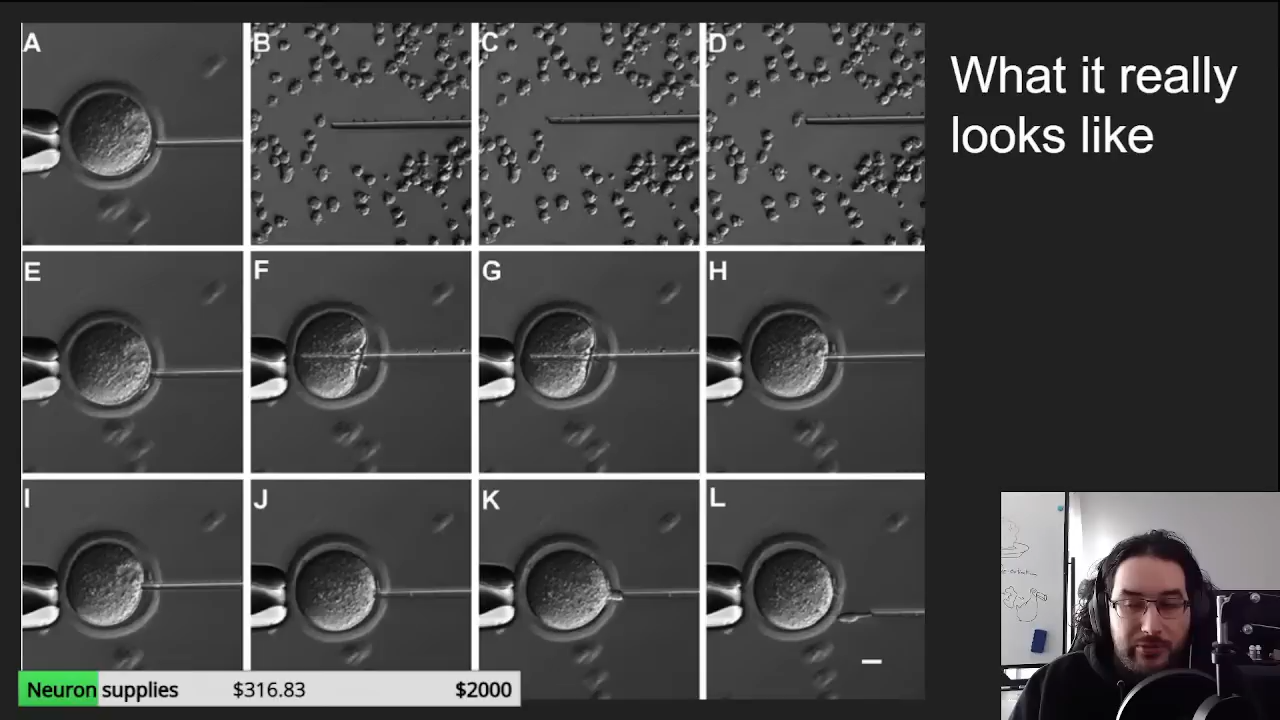 A
B
C
D
What it really
looks like
E
F
G
H
I
J
K
L
Neuron supplies $316.83 $2000